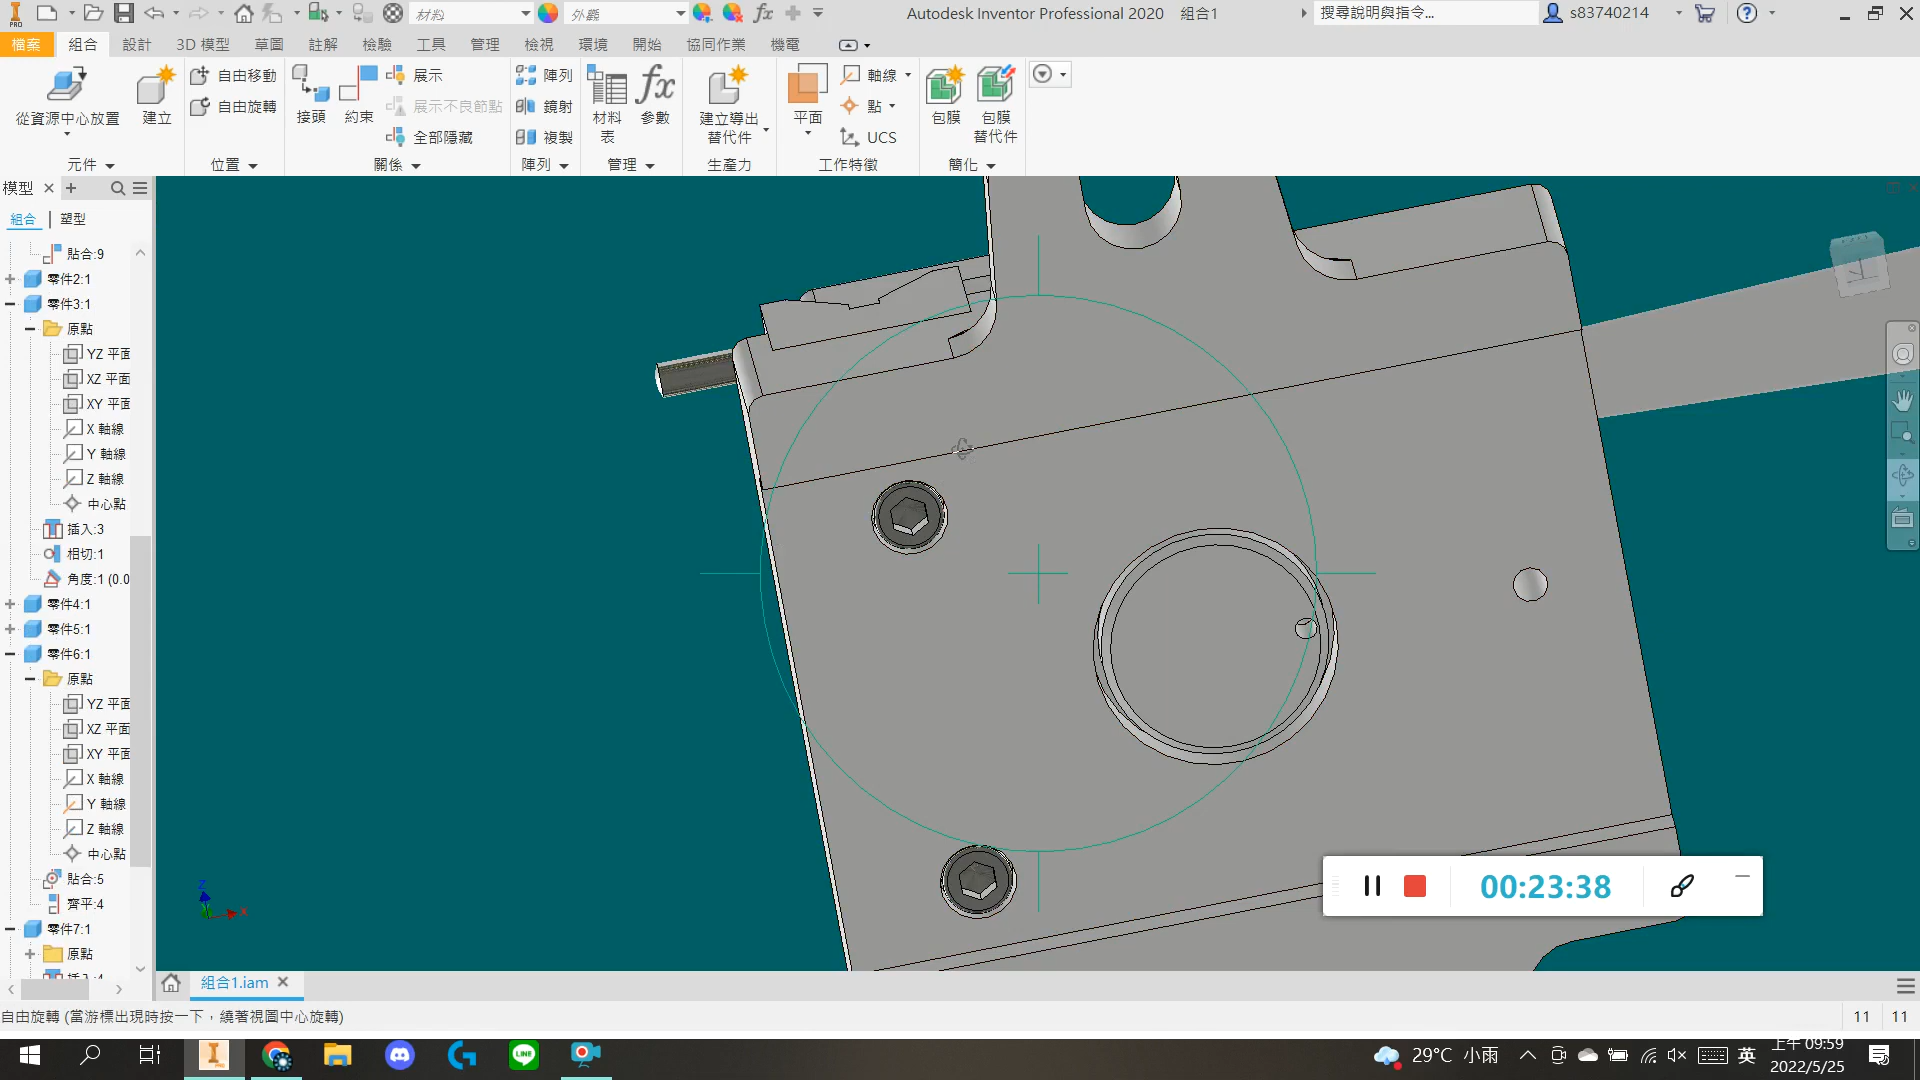 PRO
材料
外觀
fx
Autodesk Inventor Professional 2020 組合1
搜尋說明與指令...
s83740214
檔案 組合 設計 3D 模型 草圖 註解 檢驗 工具 管理 檢視 環境 開始 協同作業 機電
從資源中心放置
建立
自由移動
自由旋轉
接頭
約束
展示
展示不良節點
全部隱藏
陣列
鏡射
複製
材料表
fx
參數
建立導出替代件
平面
軸線
點
UCS
包膜
包膜替代件
元件 位置 關係 陣列 管理 生產力 工作特徵 簡化
模型
組合 | 塑型
貼合:9
零件2:1
零件3:1
原點
YZ 平面
XZ 平面
XY 平面
X 軸線
Y 軸線
Z 軸線
中心點
插入:3
相切:1
角度:1 (0.0
零件4:1
零件5:1
零件6:1
原點
YZ 平面
XZ 平面
XY 平面
X 軸線
Y 軸線
Z 軸線
中心點
貼合:5
齊平:4
零件7:1
原點
插入:4
Z
X
00:23:38
組合1.iam
自由旋轉 (當游標出現時按一下，繞著視圖中心旋轉)
11 11
29°C 小雨
英
上午 09:59
2022/5/25